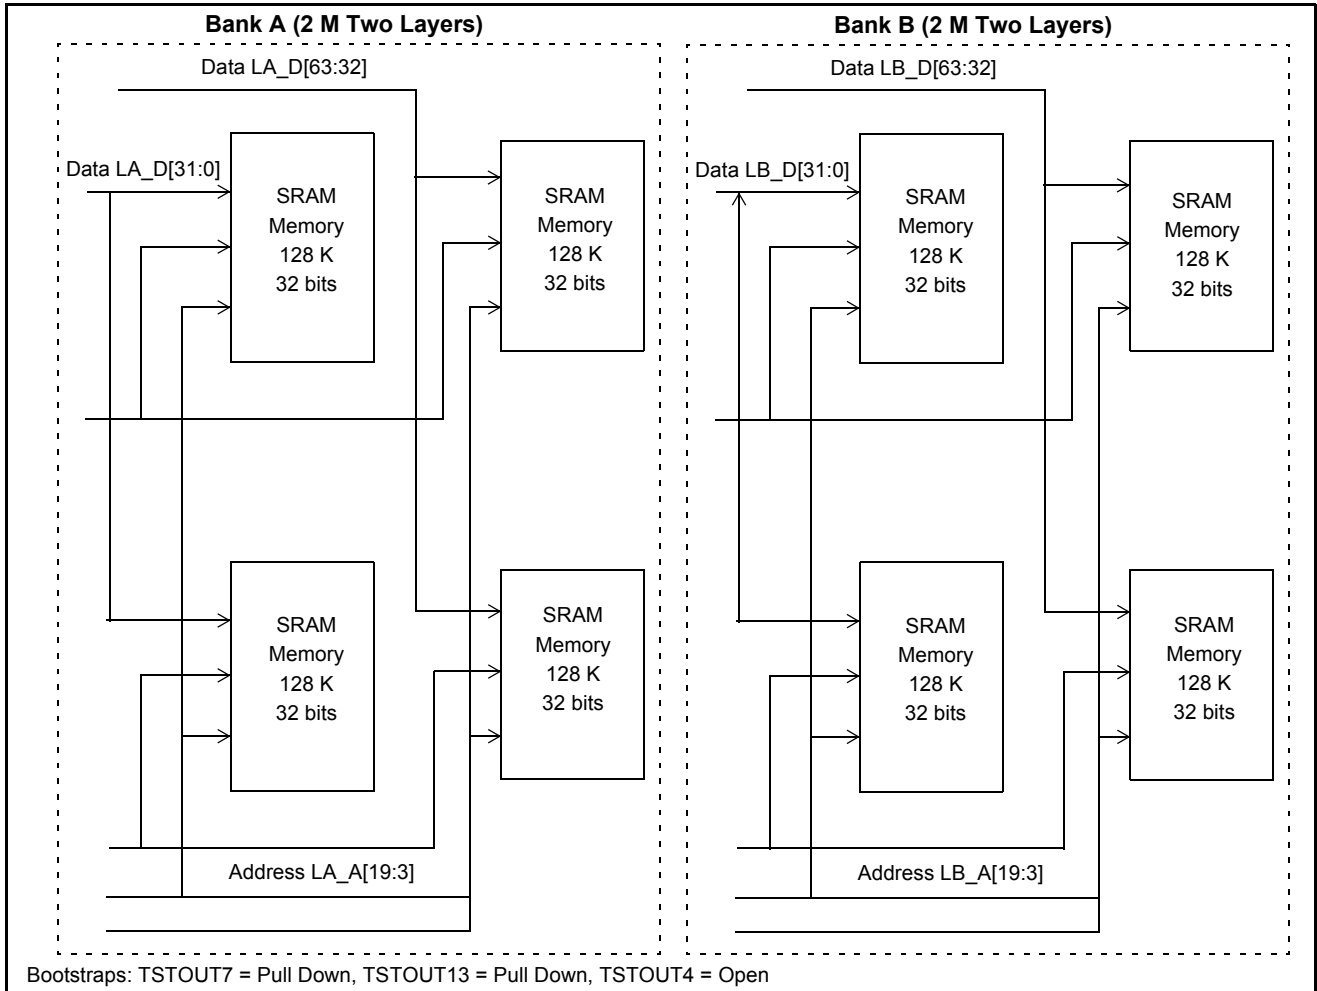 Bank A (2 M Two Layers)
Data LA_D[63:32]
Data LA_D[31:0]
SRAM
Memory
128 K
32 bits
SRAM
Memory
128 K
32 bits
SRAM
Memory
128 K
32 bits
SRAM
Memory
128 K
32 bits
Address LA_A[19:3]
Bank B (2 M Two Layers)
Data LB_D[63:32]
Data LB_D[31:0]
SRAM
Memory
128 K
32 bits
SRAM
Memory
128 K
32 bits
SRAM
Memory
128 K
32 bits
SRAM
Memory
128 K
32 bits
Address LB_A[19:3]
Bootstraps: TSTOUT7 = Pull Down, TSTOUT13 = Pull Down, TSTOUT4 = Open